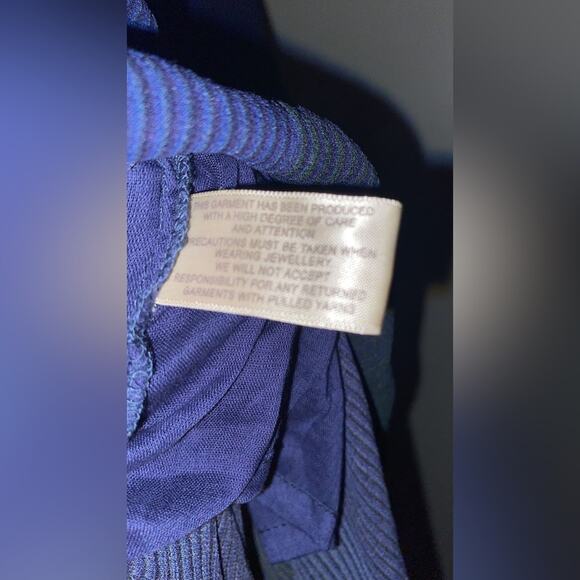 THIS GARMENT HAS BEEN PRODUCED
WITH A HIGH DEGREE OF CARE
AND ATTENTION
PRECAUTIONS MUST BE TAKEN WHEN
WEARING JEWELLERY.
WE WILL NOT ACCEPT
RESPONSIBILITY FOR ANY RETURNED
GARMENTS WITH PULLED YARNS